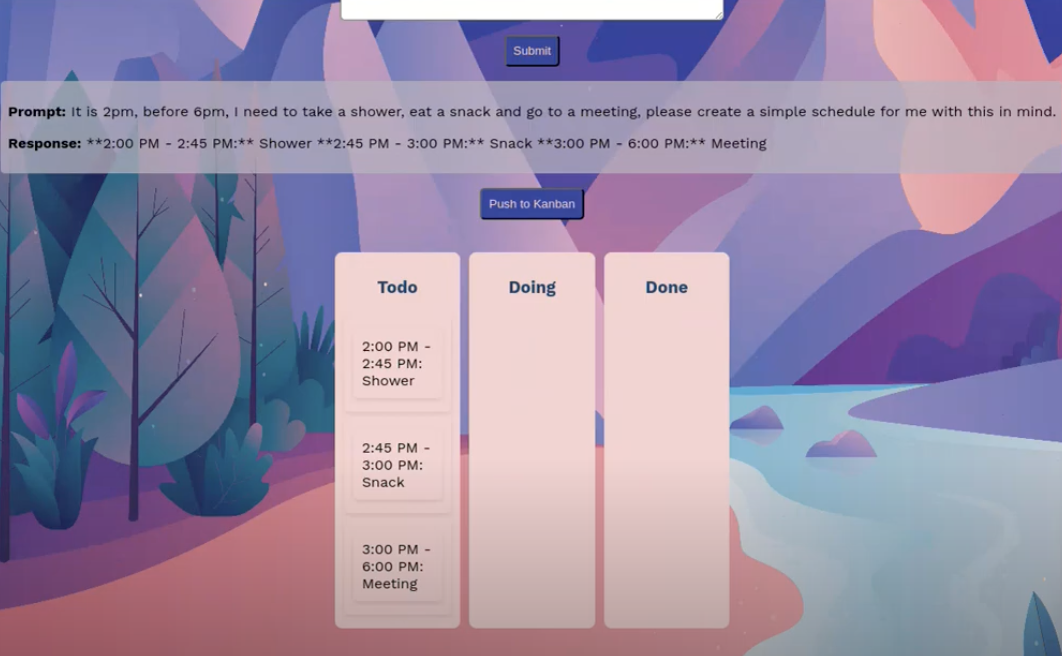 Submit
Prompt: It is 2pm, before 6pm, I need to take a shower, eat a snack and go to a meeting, please create a simple schedule for me with this in mind.
Response: **2:00 PM - 2:45 PM:** Shower **2:45 PM - 3:00 PM:** Snack **3:00 PM - 6:00 PM:** Meeting
Push to Kanban
Todo
2:00 PM -
2:45 PM:
Shower
2:45 PM -
3:00 PM:
Snack
3:00 PM -
6:00 PM:
Meeting
Doing
Done